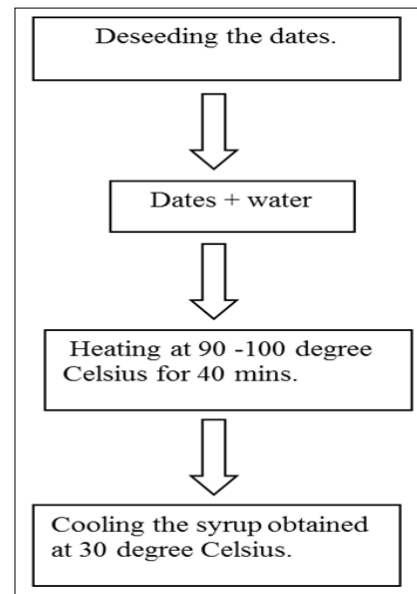 Deseeding the dates.
Dates + water
Heating at 90 -100 degree
Celsius for 40 mins.
Cooling the syrup obtained
at 30 degree Celsius.